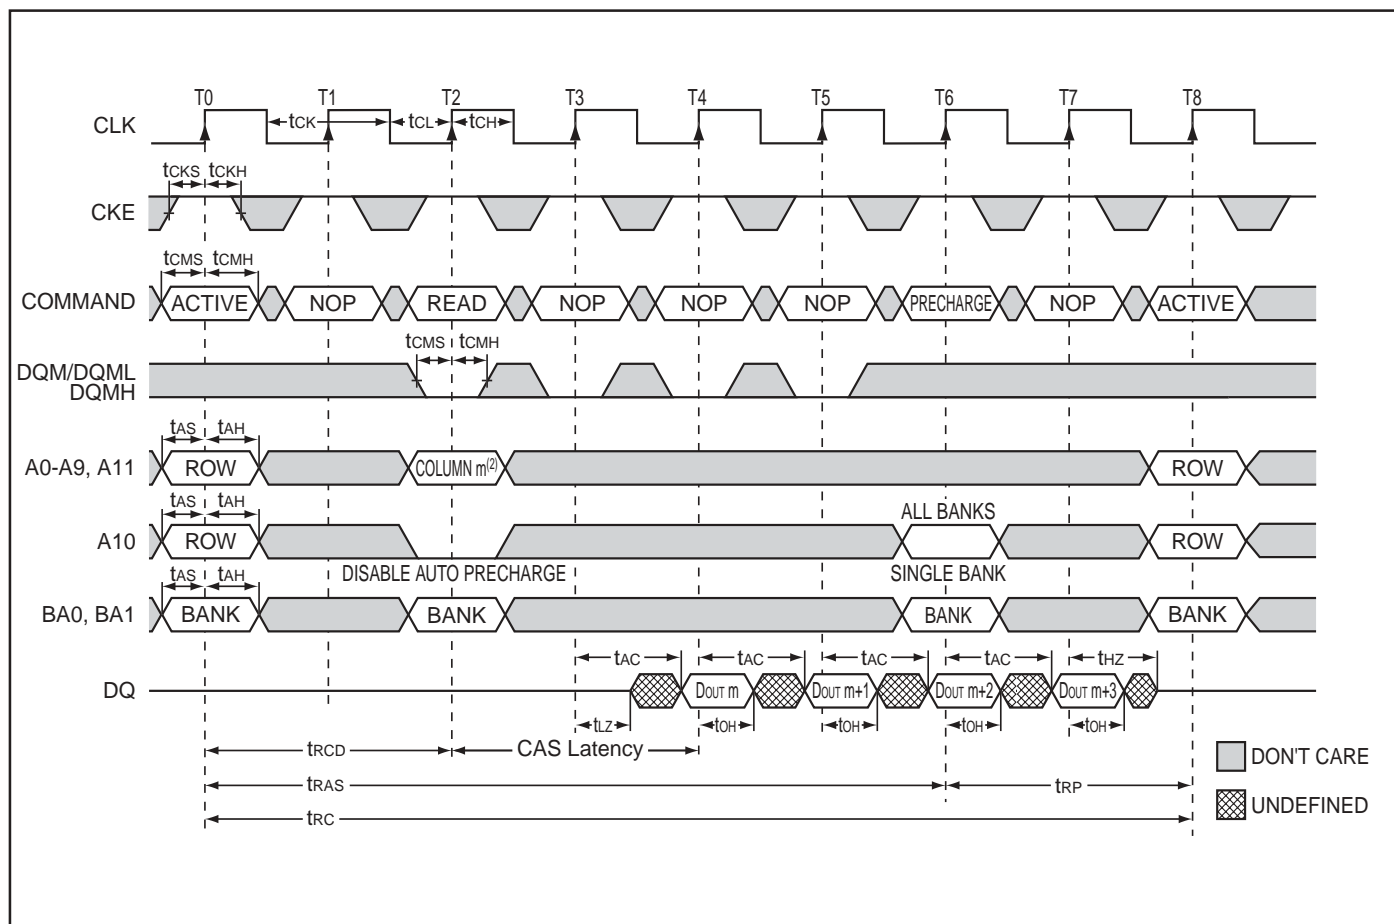 T0 T1 T2 T3 T4 T5 T6 T7 T8
CLK tCK tCL tCH
tCKS tCKH
CKE
tCMS tCMH
COMMAND ACTIVE NOP READ NOP NOP NOP PRECHARGE NOP ACTIVE
tCMS tCMH
DQM/DQML
DQMH
tAS tAH
A0-A9, A11 ROW COLUMN m(2) ROW
tAS tAH ALL BANKS
A10 ROW ROW
DISABLE AUTO PRECHARGE SINGLE BANK
tAS tAH
BA0, BA1 BANK BANK BANK BANK
tAC tAC tAC tAC tHZ
DQ DOUT m DOUT m+1 DOUT m+2 DOUT m+3
tLZ tOH tOH tOH tOH
tRCD CAS Latency
DON'T CARE
tRAS tRP
UNDEFINED
tRC